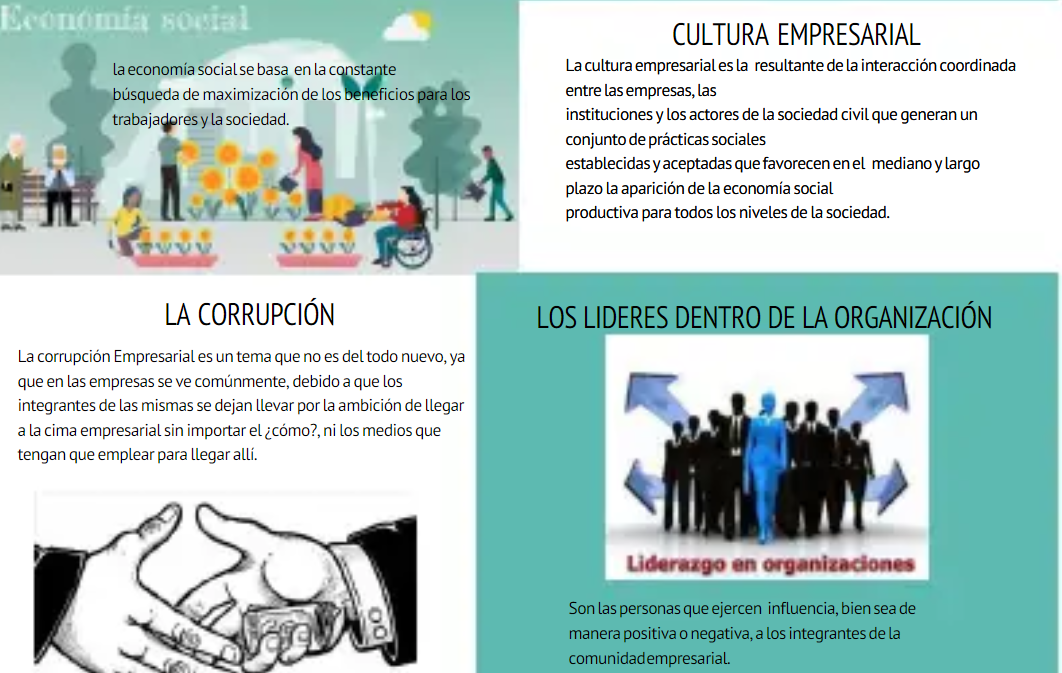 Economía social
la economía social se basa en la constante
búsqueda de maximización de los beneficios para los
trabajadores y la sociedad.
CULTURA EMPRESARIAL
La cultura empresarial es la resultante de la interacción coordinada
entre las empresas, las
instituciones y los actores de la sociedad civil que generan un
conjunto de prácticas sociales
establecidas y aceptadas que favorecen en el mediano y largo
plazo la aparición de la economía social
productiva para todos los niveles de la sociedad.
LA CORRUPCIÓN
La corrupción Empresarial es un tema que no es del todo nuevo, ya
que en las empresas se ve comúnmente, debido a que los
integrantes de las mismas se dejan llevar por la ambición de llegar
a la cima empresarial sin importar el ¿cómo?, ni los medios que
tengan que emplear para llegar allí.
LOS LIDERES DENTRO DE LA ORGANIZACIÓN
Liderazgo en organizaciones
Son las personas que ejercen influencia, bien sea de
manera positiva o negativa, a los integrantes de la
comunidad empresarial.